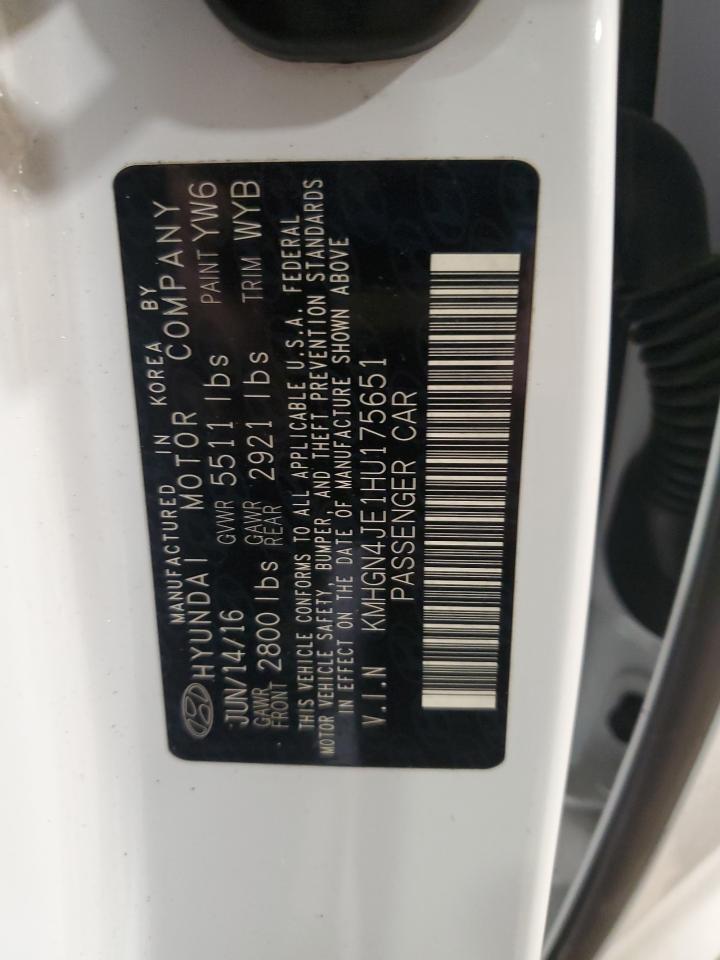 MANUFACTURED IN KOREA BY
HYUNDAI MOTOR COMPANY
JUN/14/16 GVWR 5511 lbs PAINT YW6
GAWR FRONT 2800 lbs GAWR REAR 2921 lbs TRIM WYB
THIS VEHICLE CONFORMS TO ALL APPLICABLE U.S.A. FEDERAL
MOTOR VEHICLE SAFETY, BUMPER, AND THEFT PREVENTION STANDARDS
IN EFFECT ON THE DATE OF MANUFACTURE SHOWN ABOVE
V.I.N KMHGN4JE1HU175651
PASSENGER CAR